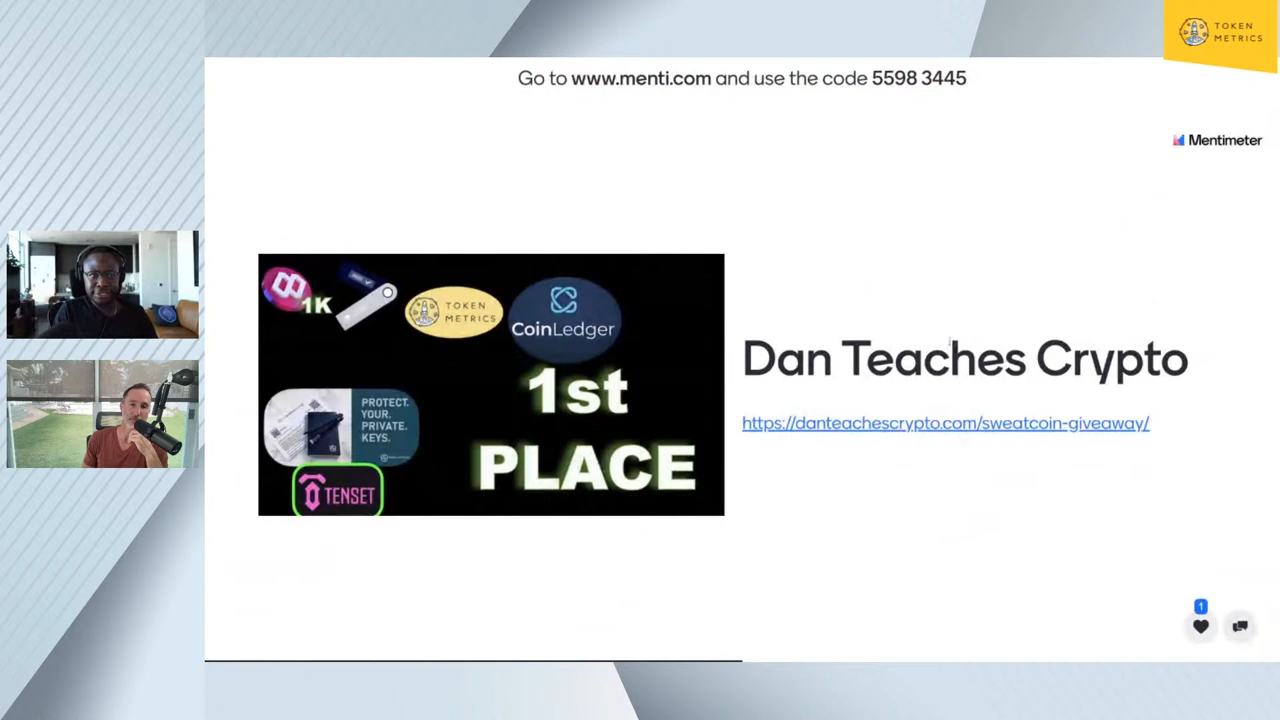 TOKEN
METRICS
Go to www.menti.com and use the code 5598 3445
Mentimeter
1K
TOKEN
METRICS
CoinLedger
1st
PLACE
PROTECT.
YOUR.
PRIVATE.
KEYS.
TENSET
Dan Teaches Crypto
https://danteachescrypto.com/sweatcoin-giveaway/
1